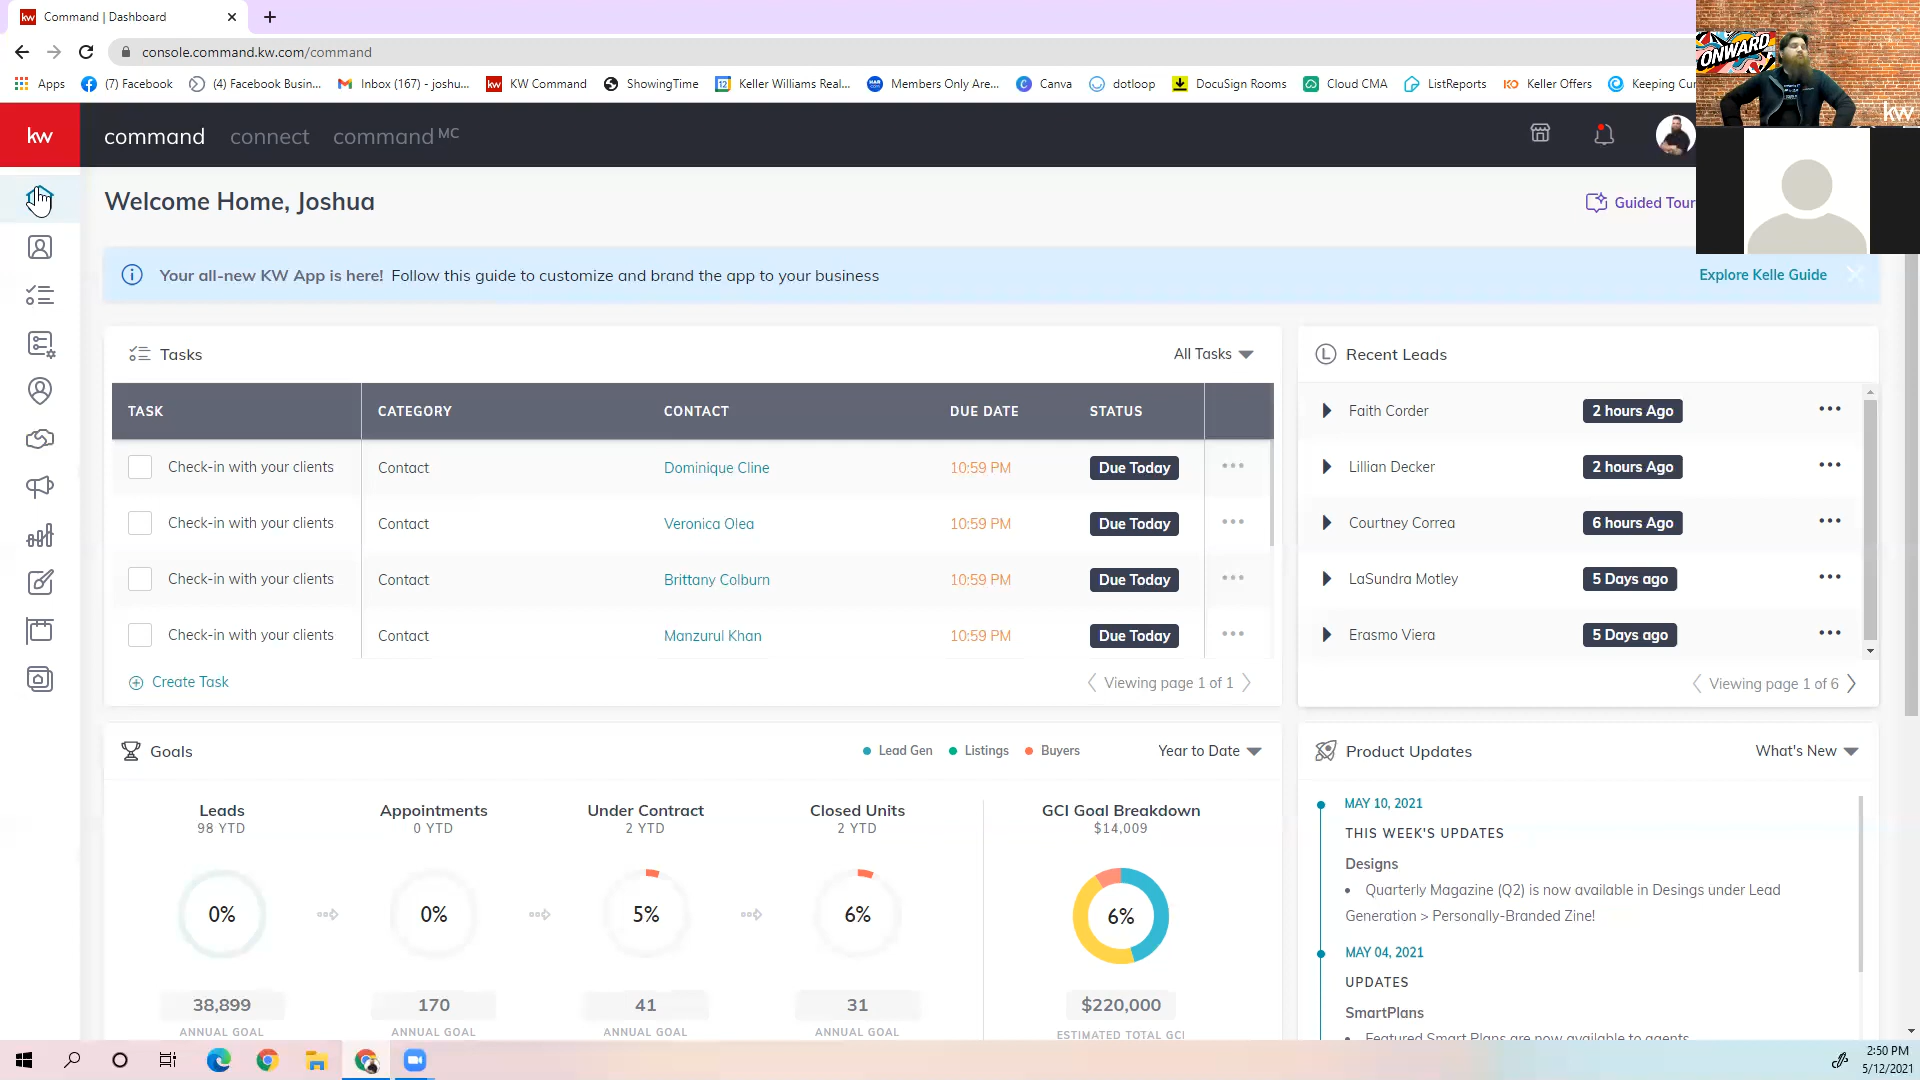 kw Command | Dashboard
console.command.kw.com/command
Apps (7) Facebook (4) Facebook Busin... Inbox (167) - joshu... KW Command ShowingTime Keller Williams Real... Members Only Are... Canva dotloop DocuSign Rooms Cloud CMA ListReports Keller Offers Keeping Cur
ONWARD
kw
kw command connect command MC
Welcome Home, Joshua
Guided Tour
Your all-new KW App is here! Follow this guide to customize and brand the app to your business
Explore Kelle Guide
Tasks
All Tasks
TASK CATEGORY CONTACT DUE DATE STATUS
Check-in with your clients Contact Dominique Cline 10:59 PM Due Today
Check-in with your clients Contact Veronica Olea 10:59 PM Due Today
Check-in with your clients Contact Brittany Colburn 10:59 PM Due Today
Check-in with your clients Contact Manzurul Khan 10:59 PM Due Today
Create Task
Viewing page 1 of 1
Recent Leads
Faith Corder 2 hours Ago
Lillian Decker 2 hours Ago
Courtney Correa 6 hours Ago
LaSundra Motley 5 Days ago
Erasmo Viera 5 Days ago
Viewing page 1 of 6
Goals
Lead Gen Listings Buyers
Year to Date
Leads Appointments Under Contract Closed Units GCI Goal Breakdown
98 YTD 0 YTD 2 YTD 2 YTD $14,009
0% 0% 5% 6% 6%
38,899 170 41 31 $220,000
ANNUAL GOAL ANNUAL GOAL ANNUAL GOAL ANNUAL GOAL ESTIMATED TOTAL GCI
Product Updates
What's New
MAY 10, 2021
THIS WEEK'S UPDATES
Designs
• Quarterly Magazine (Q2) is now available in Desings under Lead
Generation > Personally-Branded Zine!
MAY 04, 2021
UPDATES
SmartPlans
• Featured Smart Plans are now available to agents
2:50 PM
5/12/2021